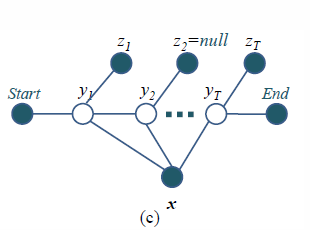 z1 z2=null zT
Start y1 y2 yT End
x
(c)